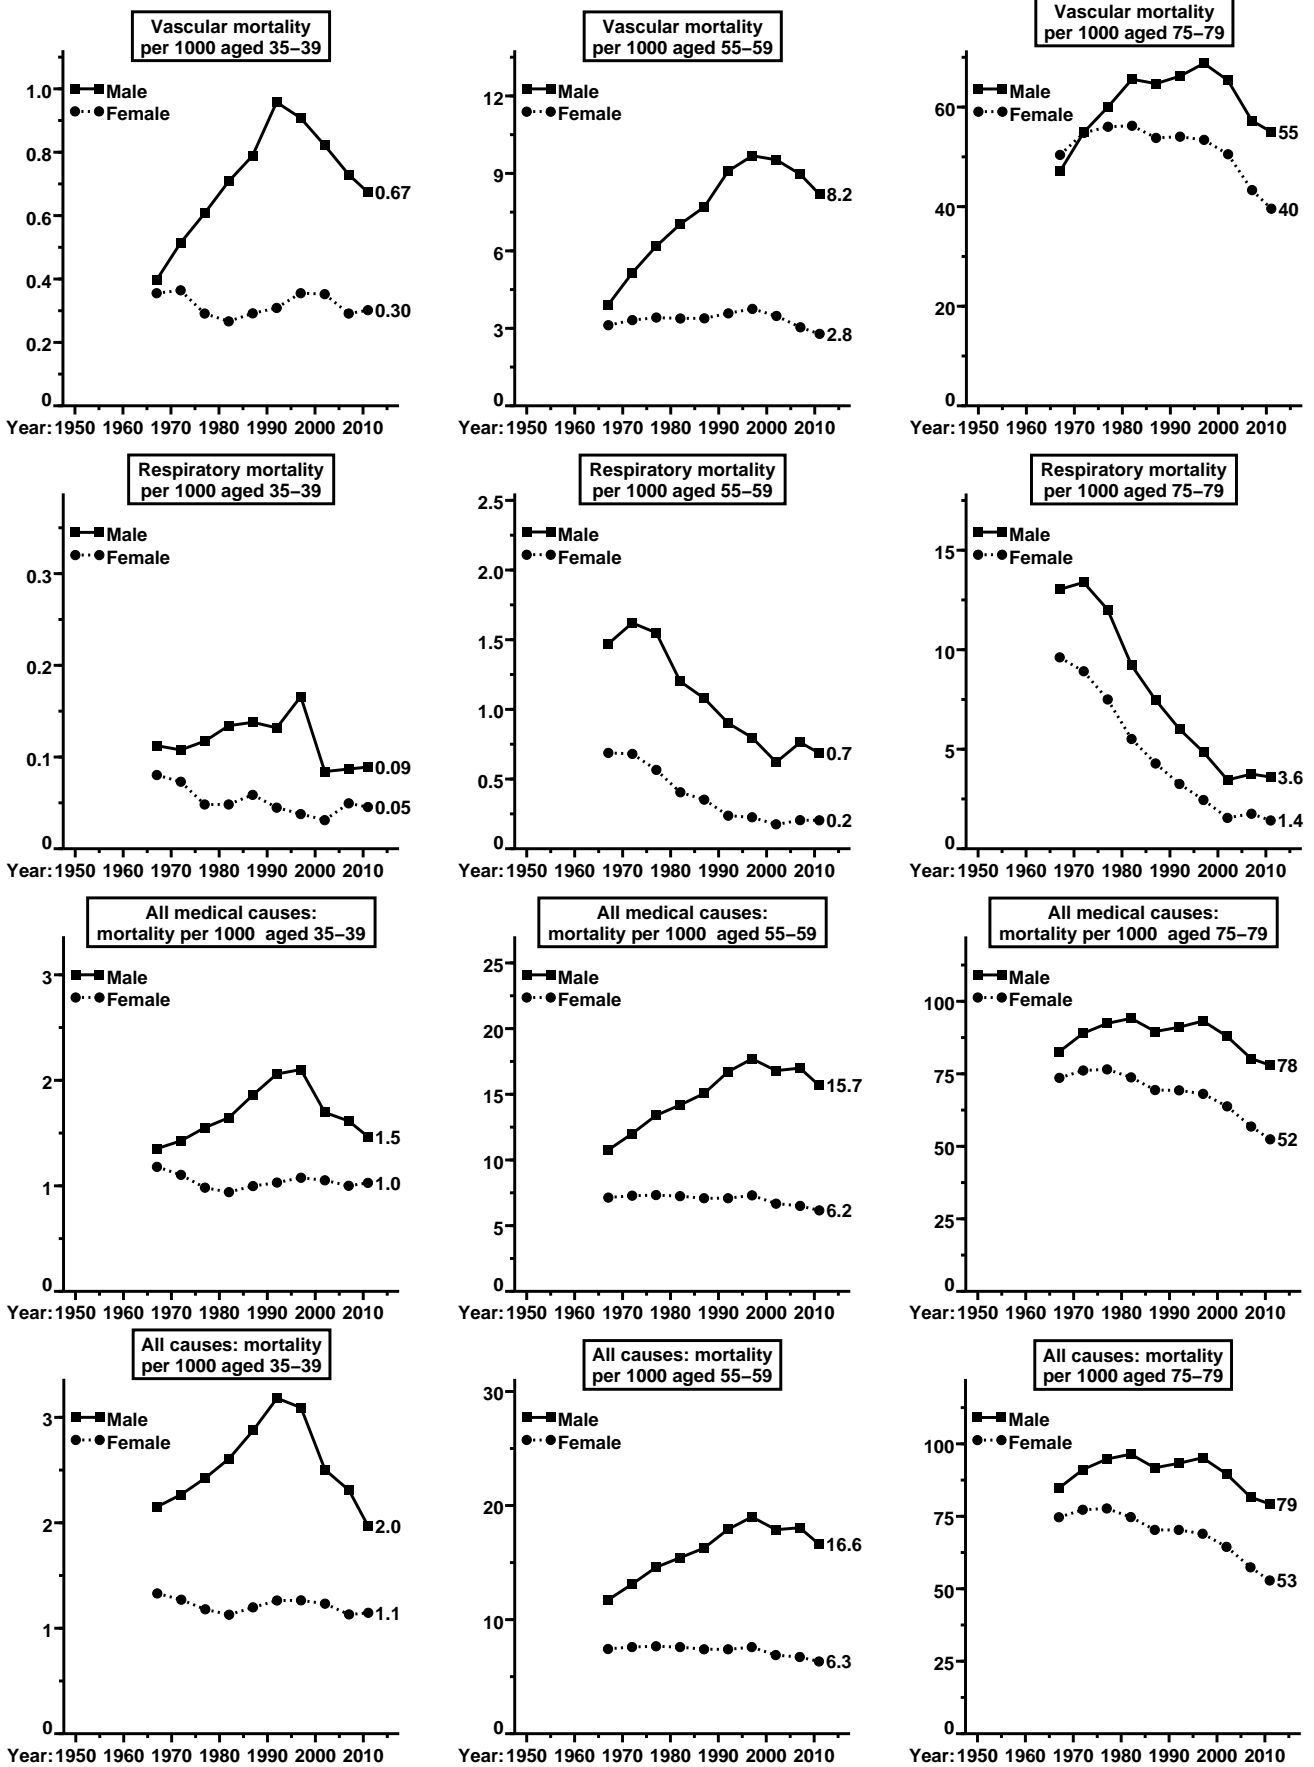 Vascular mortality
per 1000 aged 35–39
1.0
0.8
0.6
0.4
0.2
0
Male
Female
0.67
0.30
Year: 1950 1960 1970 1980 1990 2000 2010
Vascular mortality
per 1000 aged 55–59
12
9
6
3
0
Male
Female
8.2
2.8
Year: 1950 1960 1970 1980 1990 2000 2010
Vascular mortality
per 1000 aged 75–79
60
40
20
0
Male
Female
55
40
Year: 1950 1960 1970 1980 1990 2000 2010
Respiratory mortality
per 1000 aged 35–39
0.3
0.2
0.1
0
Male
Female
0.09
0.05
Year: 1950 1960 1970 1980 1990 2000 2010
Respiratory mortality
per 1000 aged 55–59
2.5
2.0
1.5
1.0
0.5
0
Male
Female
0.7
0.2
Year: 1950 1960 1970 1980 1990 2000 2010
Respiratory mortality
per 1000 aged 75–79
15
10
5
0
Male
Female
3.6
1.4
Year: 1950 1960 1970 1980 1990 2000 2010
All medical causes:
mortality per 1000 aged 35–39
3
2
1
0
Male
Female
1.5
1.0
Year: 1950 1960 1970 1980 1990 2000 2010
All medical causes:
mortality per 1000 aged 55–59
25
20
15
10
5
0
Male
Female
15.7
6.2
Year: 1950 1960 1970 1980 1990 2000 2010
All medical causes:
mortality per 1000 aged 75–79
100
75
50
25
0
Male
Female
78
52
Year: 1950 1960 1970 1980 1990 2000 2010
All causes: mortality
per 1000 aged 35–39
3
2
1
0
Male
Female
2.0
1.1
Year: 1950 1960 1970 1980 1990 2000 2010
All causes: mortality
per 1000 aged 55–59
30
20
10
0
Male
Female
16.6
6.3
Year: 1950 1960 1970 1980 1990 2000 2010
All causes: mortality
per 1000 aged 75–79
100
75
50
25
0
Male
Female
79
53
Year: 1950 1960 1970 1980 1990 2000 2010